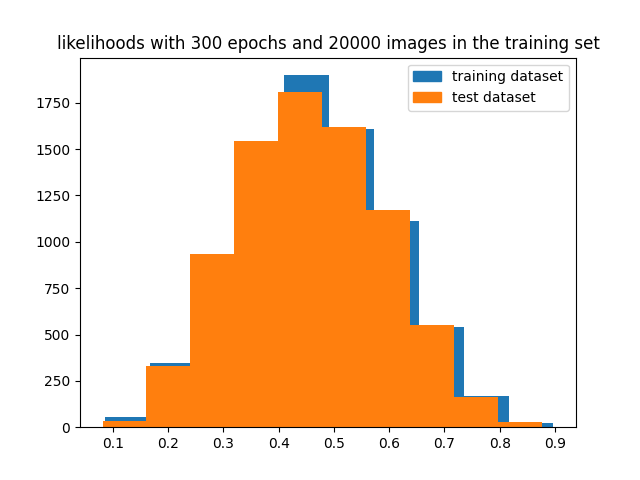 likelihoods with 300 epochs and 20000 images in the training set
training dataset
test dataset
1750
1500
1250
1000
750
500
250
0
0.1 0.2 0.3 0.4 0.5 0.6 0.7 0.8 0.9